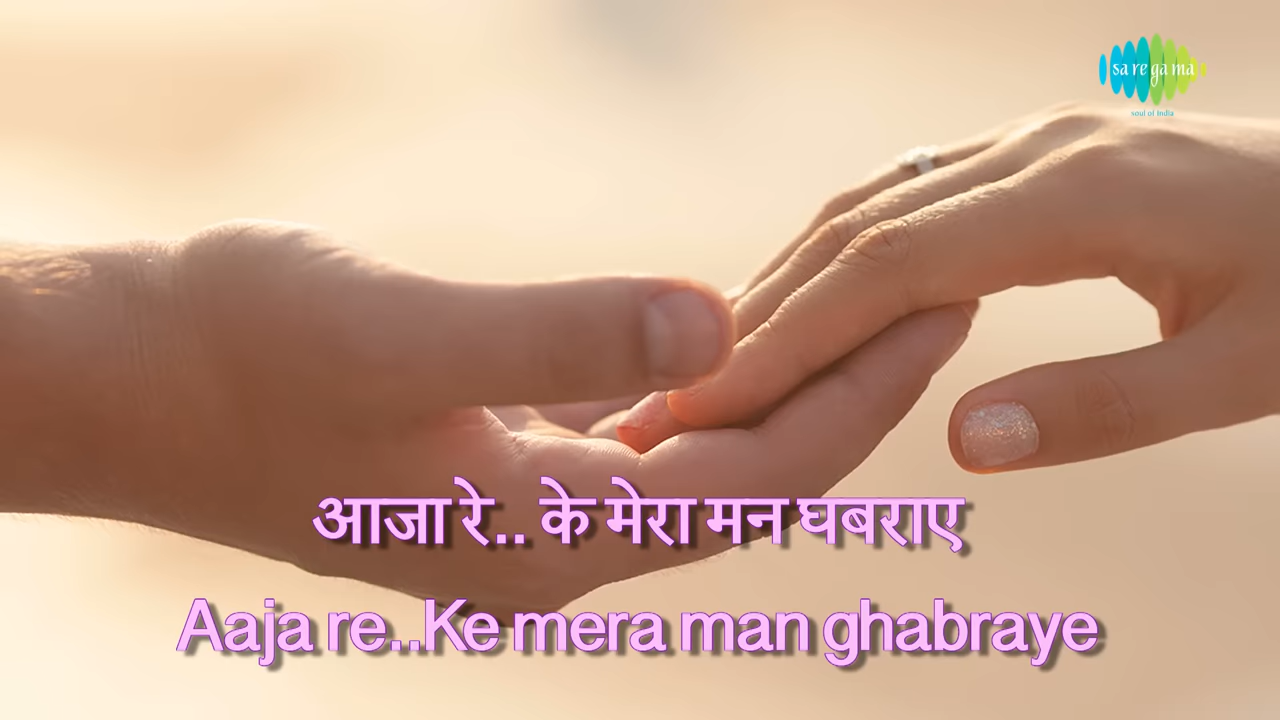 sa re ga ma
soul of india
आजा रे.. के मेरा मन घबराए
Aaja re..Ke mera man ghabraye